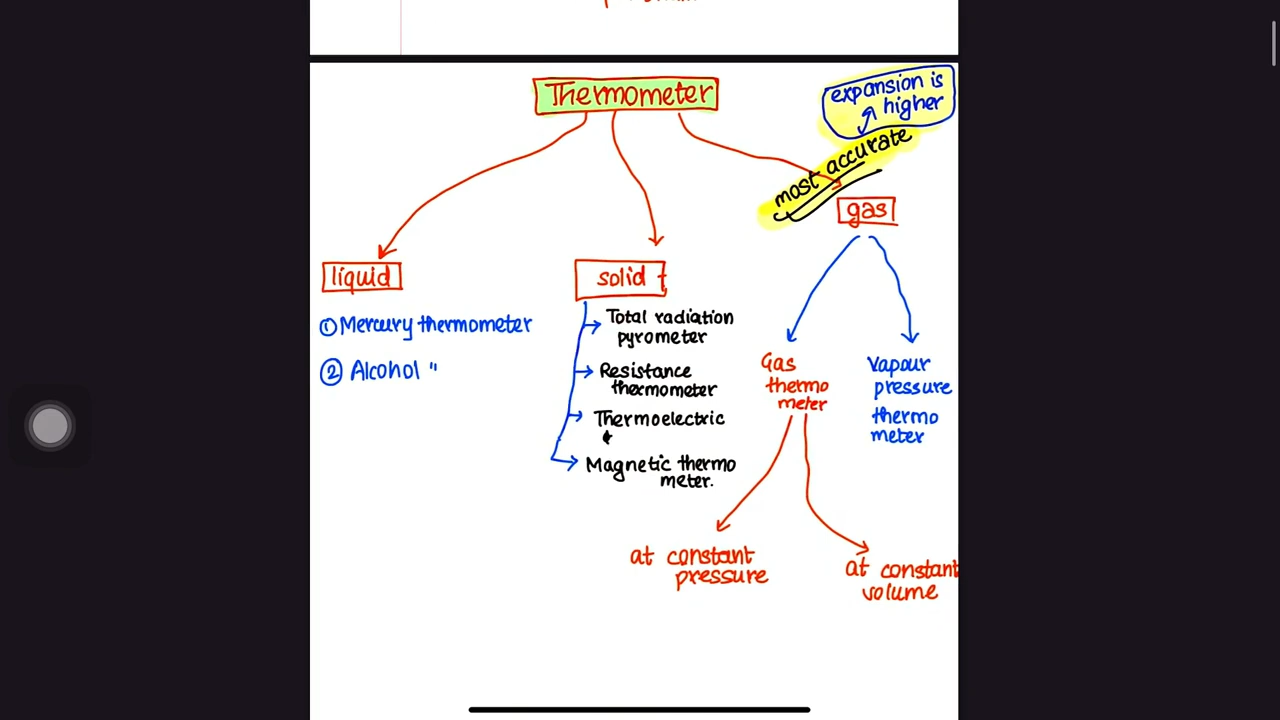 Thermometer
expansion is
higher
most accurate
gas
liquid
solid
① Mercury thermometer
② Alcohol "
Total radiation
pyrometer
Resistance
thermometer
Thermoelectric
Magnetic thermo
meter.
Gas
thermo
meter
Vapour
pressure
thermo
meter
at constant
pressure
at constant
volume